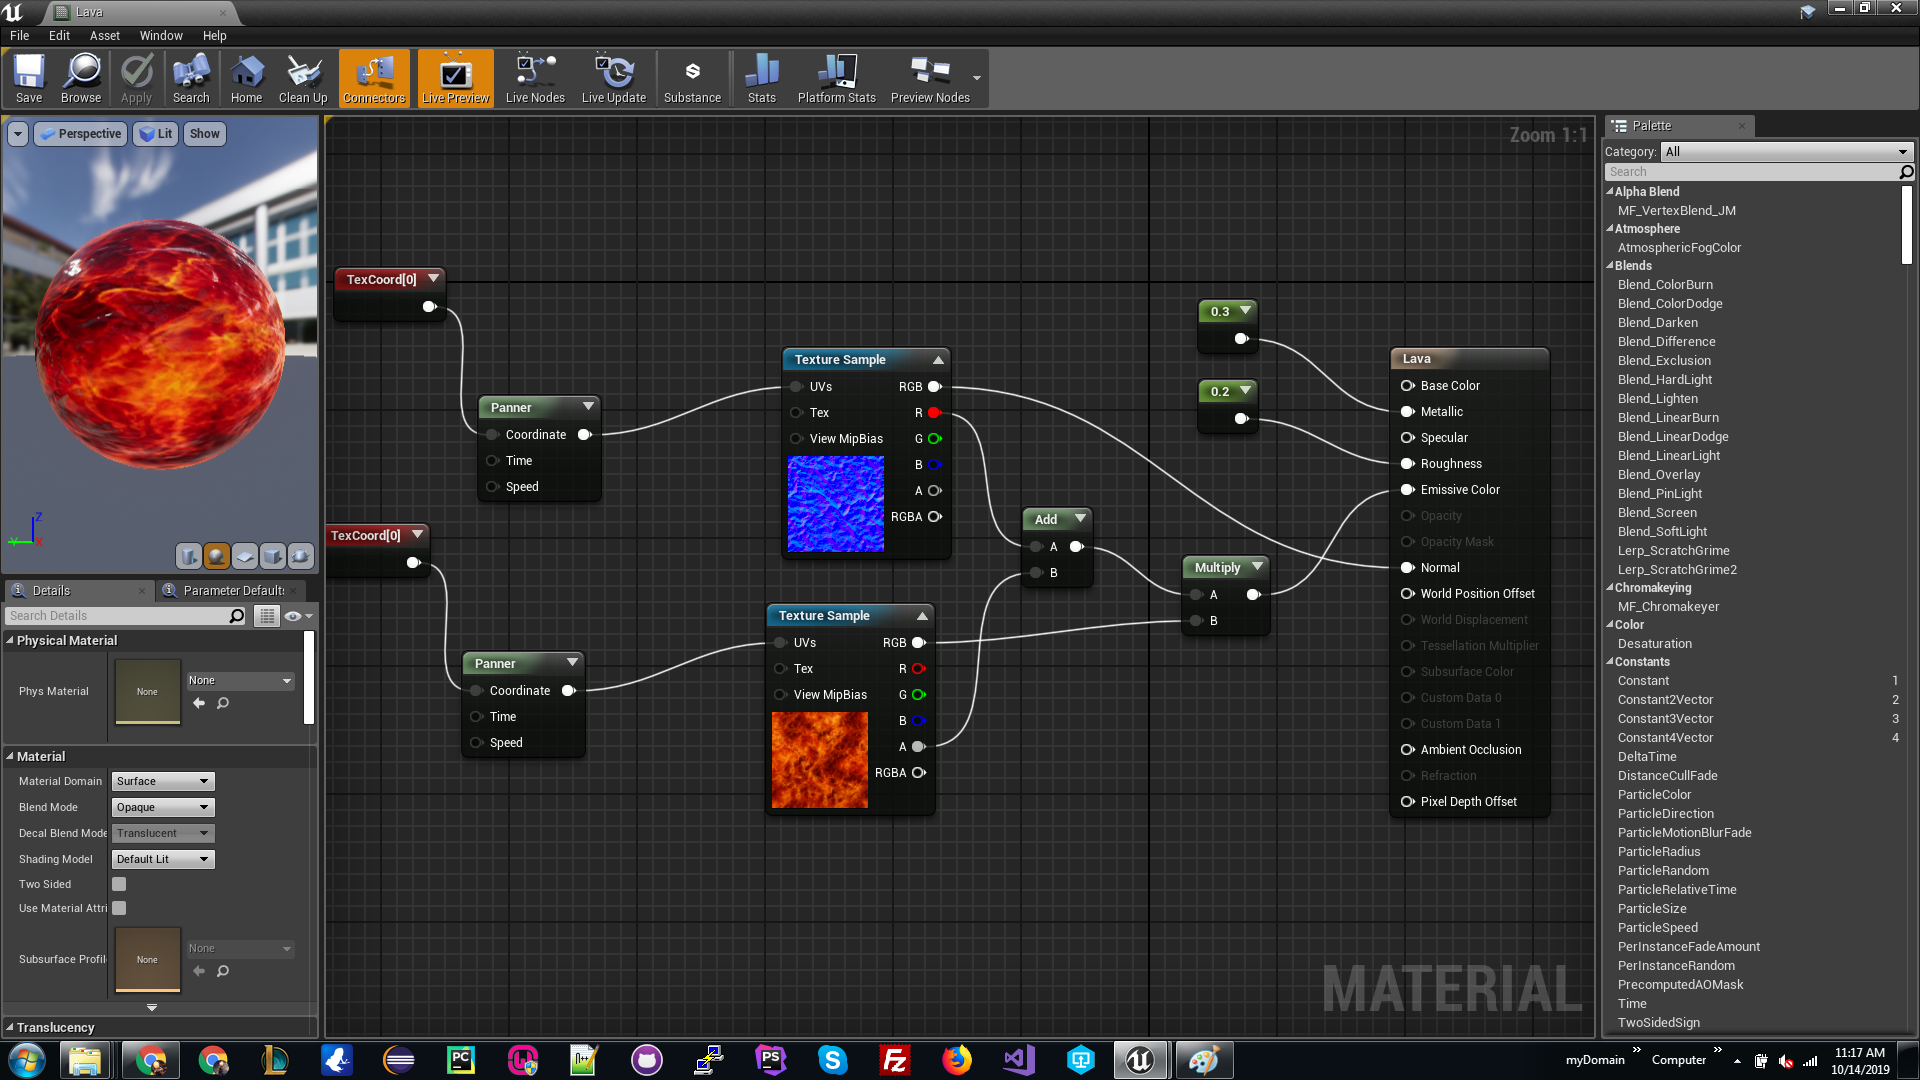 Lava
File Edit Asset Window Help
Save Browse Apply Search Home Clean Up Connectors Live Preview Live Nodes Live Update Substance Stats Platform Stats Preview Nodes
Perspective Lit Show
Z
Y
X
Details
Parameter Defaults
Search Details
Physical Material
Phys Material
None
None
Material
Material Domain
Surface
Blend Mode
Opaque
Decal Blend Mode
Translucent
Shading Model
Default Lit
Two Sided
Use Material Attri
Subsurface Profil
None
None
Translucency
Zoom 1:1
TexCoord[0]
Panner
Coordinate
Time
Speed
TexCoord[0]
Panner
Coordinate
Time
Speed
Texture Sample
UVs RGB
Tex R
View MipBias G
B
A
RGBA
Texture Sample
UVs RGB
Tex R
View MipBias G
B
A
RGBA
Add
A
B
Multiply
A
B
0.3
0.2
Lava
Base Color
Metallic
Specular
Roughness
Emissive Color
Opacity
Opacity Mask
Normal
World Position Offset
World Displacement
Tessellation Multiplier
Subsurface Color
Custom Data 0
Custom Data 1
Ambient Occlusion
Refraction
Pixel Depth Offset
MATERIAL
Palette
Category: All
Search
Alpha Blend
MF_VertexBlend_JM
Atmosphere
AtmosphericFogColor
Blends
Blend_ColorBurn
Blend_ColorDodge
Blend_Darken
Blend_Difference
Blend_Exclusion
Blend_HardLight
Blend_Lighten
Blend_LinearBurn
Blend_LinearDodge
Blend_LinearLight
Blend_Overlay
Blend_PinLight
Blend_Screen
Blend_SoftLight
Lerp_ScratchGrime
Lerp_ScratchGrime2
Chromakeying
MF_Chromakeyer
Color
Desaturation
Constants
Constant 1
Constant2Vector 2
Constant3Vector 3
Constant4Vector 4
DeltaTime
DistanceCullFade
ParticleColor
ParticleDirection
ParticleMotionBlurFade
ParticleRadius
ParticleRandom
ParticleRelativeTime
ParticleSize
ParticleSpeed
PerInstanceFadeAmount
PerInstanceRandom
PrecomputedAOMask
Time
TwoSidedSign
myDomain
Computer
11:17 AM
10/14/2019